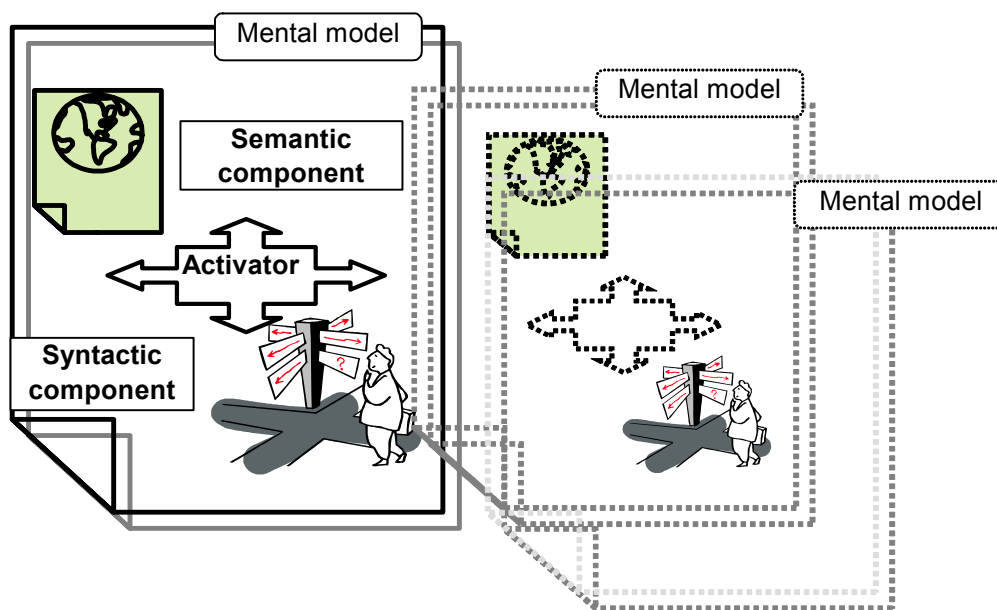 Mental model
Mental model
Semantic
component
Mental model
Activator
Syntactic
component
?
?